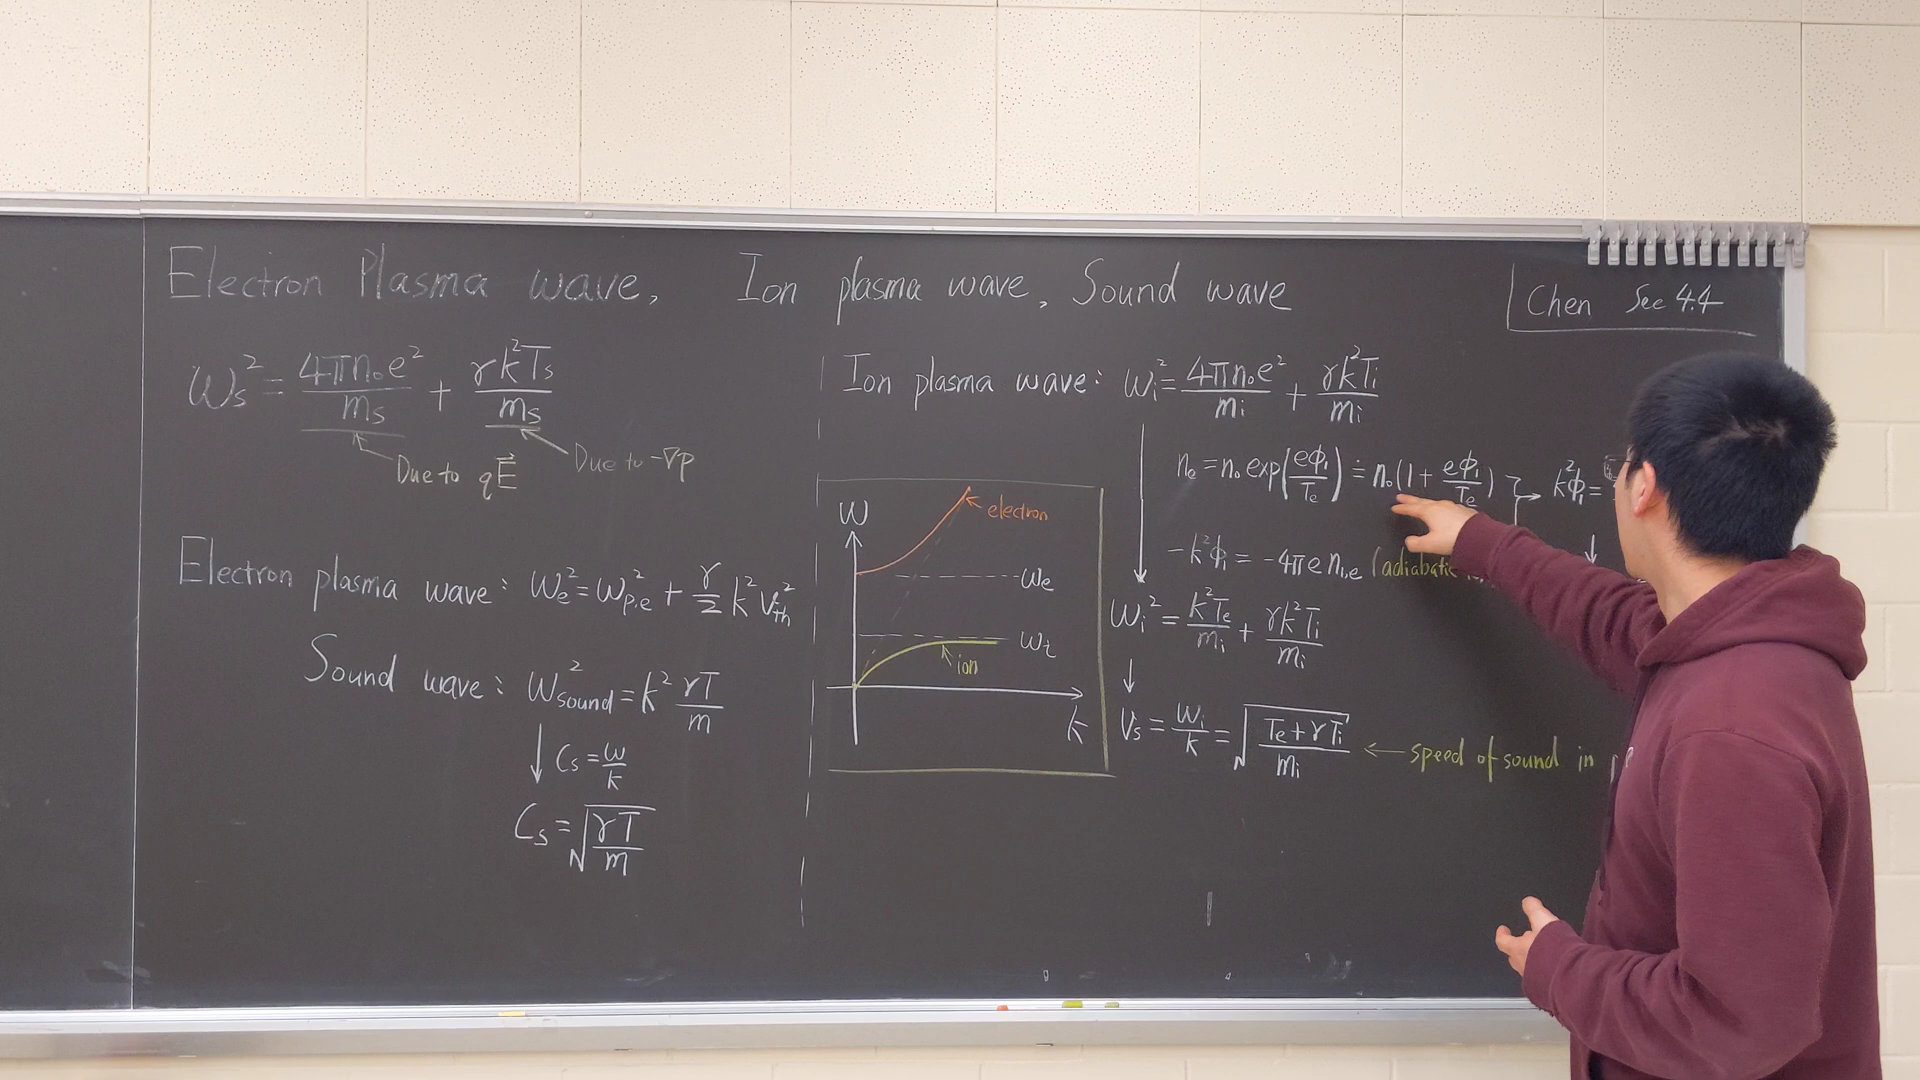 Electron Plasma wave, Ion plasma wave, Sound wave
Chen Sec 4.4
ωs² = 4πn₀e²/ms + γk²Ts/ms
Due to qE⃗
Due to -∇p
Electron plasma wave: ωe² = ωp,e² + γ/2 k² vth²
Sound wave: ωsound² = k² γT/m
↓ Cs = ω/k
Cs = √(γT/m)
ω
electron
ωe
ωi
ion
k
Ion plasma wave: ωi² = 4πn₀e²/mi + γk²Ti/mi
ne = n₀ exp(eϕ₁/Te) ≐ n₀(1 + eϕ₁/Te)
k²ϕ₁ =
-k²ϕ₁ = -4πe n₁,e (adiabatic
ωi² = k²Te/mi + γk²Ti/mi
↓
Vs = ωi/k = √((Te + γTi)/mi) ← speed of sound in